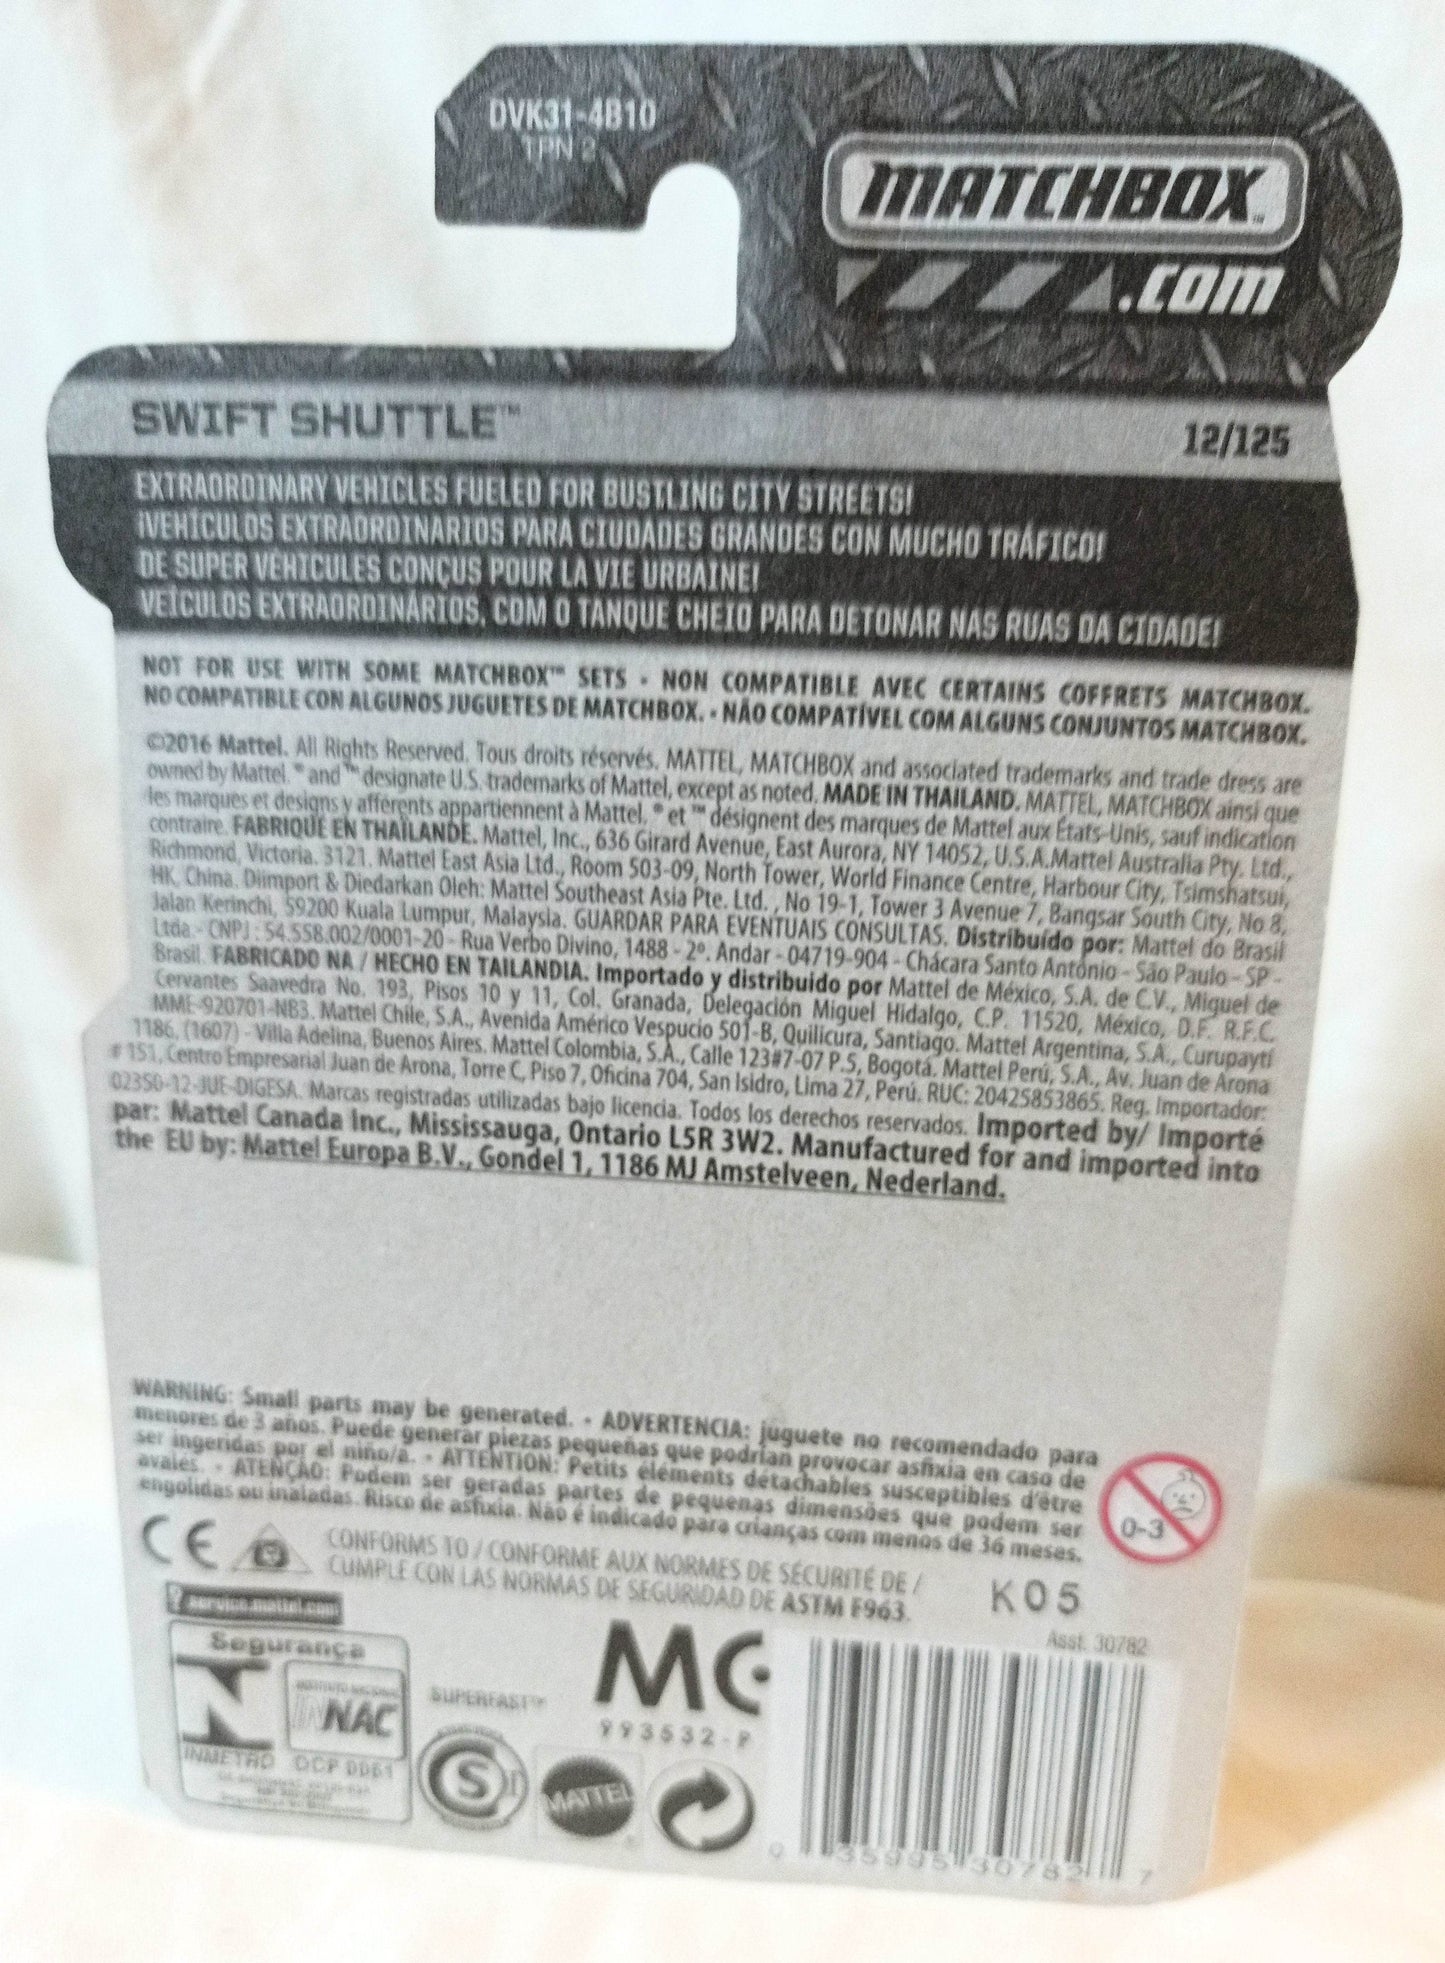 DVK31-4B10
TPN 2
MATCHBOX™
.com
SWIFT SHUTTLE™
12/125
EXTRAORDINARY VEHICLES FUELED FOR BUSTLING CITY STREETS!
¡VEHÍCULOS EXTRAORDINARIOS PARA CIUDADES GRANDES CON MUCHO TRÁFICO!
DE SUPER VÉHICULES CONÇUS POUR LA VIE URBAINE!
VEÍCULOS EXTRAORDINÁRIOS, COM O TANQUE CHEIO PARA DETONAR NAS RUAS DA CIDADE!
NOT FOR USE WITH SOME MATCHBOX™ SETS • NON COMPATIBLE AVEC CERTAINS COFFRETS MATCHBOX.
NO COMPATIBLE CON ALGUNOS JUGUETES DE MATCHBOX. • NÃO COMPATÍVEL COM ALGUNS CONJUNTOS MATCHBOX.
©2016 Mattel. All Rights Reserved. Tous droits réservés. MATTEL, MATCHBOX and associated trademarks and trade dress are
owned by Mattel. ® and ™ designate U.S. trademarks of Mattel, except as noted. MADE IN THAILAND. MATTEL, MATCHBOX ainsi que
les marques et designs y afférents appartiennent à Mattel. ® et ™ désignent des marques de Mattel aux États-Unis, sauf indication
contraire. FABRIQUÉ EN THAÏLANDE. Mattel, Inc., 636 Girard Avenue, East Aurora, NY 14052, U.S.A.Mattel Australia Pty. Ltd.,
Richmond, Victoria. 3121. Mattel East Asia Ltd., Room 503-09, North Tower, World Finance Centre, Harbour City, Tsimshatsui,
HK, China. Diimport & Diedarkan Oleh: Mattel Southeast Asia Pte. Ltd. , No 19-1, Tower 3 Avenue 7, Bangsar South City, No 8,
Jalan Kerinchi, 59200 Kuala Lumpur, Malaysia. GUARDAR PARA EVENTUAIS CONSULTAS. Distribuído por: Mattel do Brasil
Ltda.- CNPJ : 54.558.002/0001-20 - Rua Verbo Divino, 1488 - 2º. Andar - 04719-904 - Chácara Santo Antônio - São Paulo - SP -
Brasil. FABRICADO NA / HECHO EN TAILANDIA. Importado y distribuido por Mattel de México, S.A. de C.V., Miguel de
Cervantes Saavedra No. 193, Pisos 10 y 11, Col. Granada, Delegación Miguel Hidalgo, C.P. 11520, México, D.F. R.F.C.
MME-920701-NB3. Mattel Chile, S.A., Avenida Américo Vespucio 501-B, Quilicura, Santiago. Mattel Argentina, S.A., Curupaytí
1186, (1607) - Villa Adelina, Buenos Aires. Mattel Colombia, S.A., Calle 123#7-07 P.5, Bogotá. Mattel Perú, S.A., Av. Juan de Arona
# 151, Centro Empresarial Juan de Arona, Torre C, Piso 7, Oficina 704, San Isidro, Lima 27, Perú. RUC: 20425853865. Reg. Importador:
02350-12-JUE-DIGESA. Marcas registradas utilizadas bajo licencia. Todos los derechos reservados. Imported by/ Importé
par: Mattel Canada Inc., Mississauga, Ontario L5R 3W2. Manufactured for and imported into
the EU by: Mattel Europa B.V., Gondel 1, 1186 MJ Amstelveen, Nederland.
WARNING: Small parts may be generated. • ADVERTENCIA: juguete no recomendado para
menores de 3 años. Puede generar piezas pequeñas que podrían provocar asfixia en caso de
ser ingeridas por el niño/a. • ATTENTION: Petits éléments détachables susceptibles d'être
avalés. • ATENÇÃO: Podem ser geradas partes de pequenas dimensões que podem ser
engolidas ou inaladas. Risco de asfixia. Não é indicado para crianças com menos de 36 meses.
0-3
CE
CONFORMS TO / CONFORME AUX NORMES DE SÉCURITÉ DE /
CUMPLE CON LAS NORMAS DE SEGURIDAD DE ASTM F963.
K05
service.mattel.com
Asst. 30782
Segurança
INNAC
INMETRO OCP 0061
SUPERFAST™
MC
993532-P
S
MATTEL
0 35995 30782 7